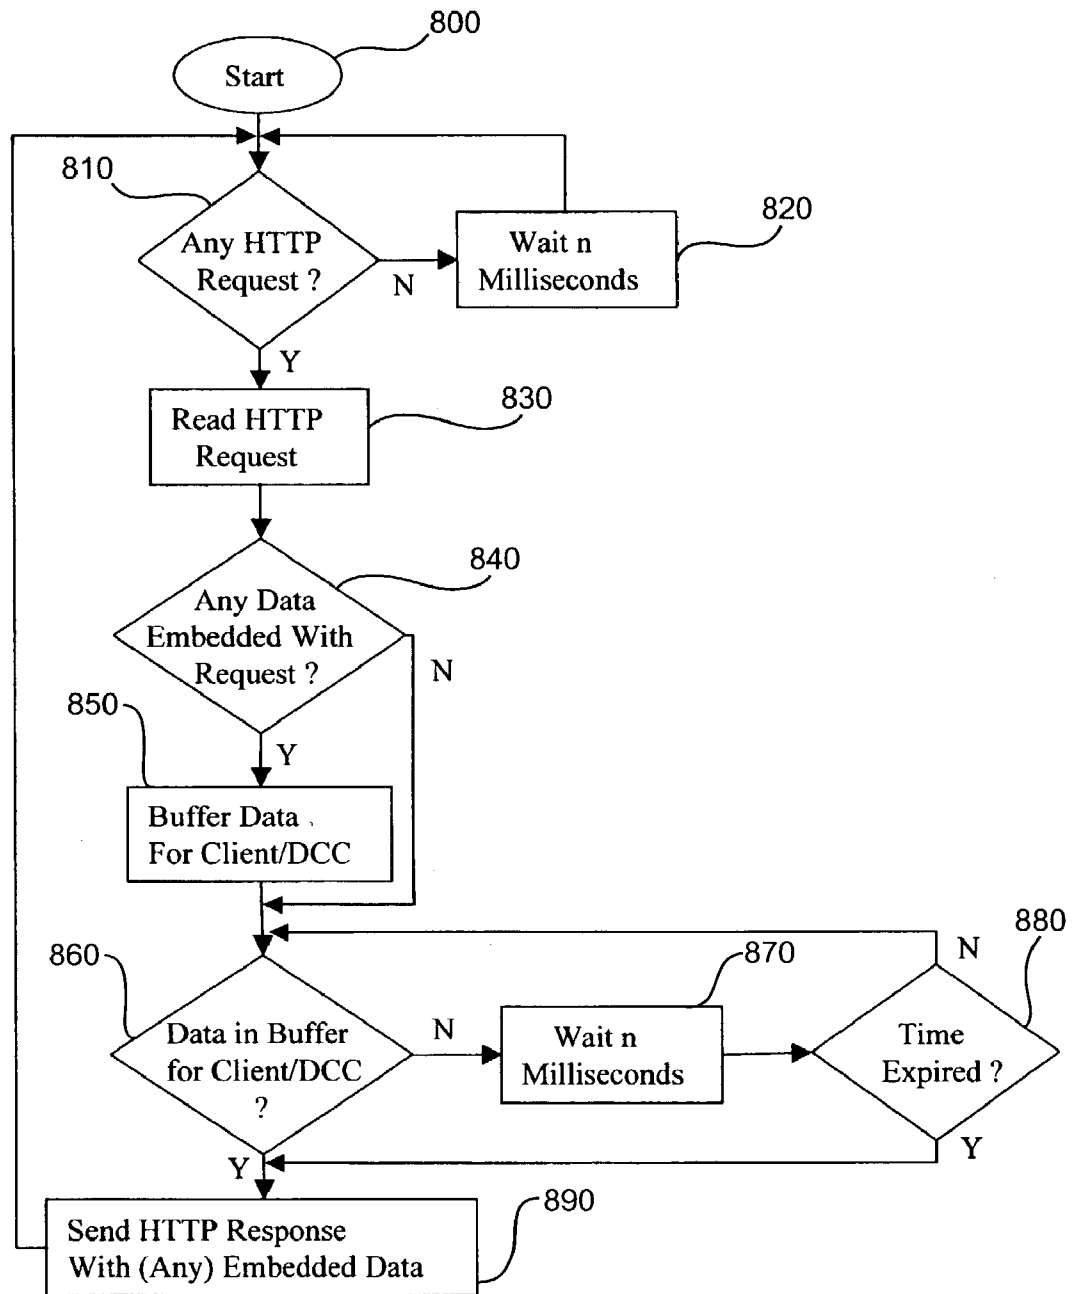 800
Start
810
Any HTTP
Request ?
N
Wait n
Milliseconds
820
Y
Read HTTP
Request
830
840
Any Data
Embedded With
Request ?
N
850
Y
Buffer Data
For Client/DCC
860
Data in Buffer
for Client/DCC
?
N
870
Wait n
Milliseconds
880
N
Time
Expired ?
Y
Y
890
Send HTTP Response
With (Any) Embedded Data